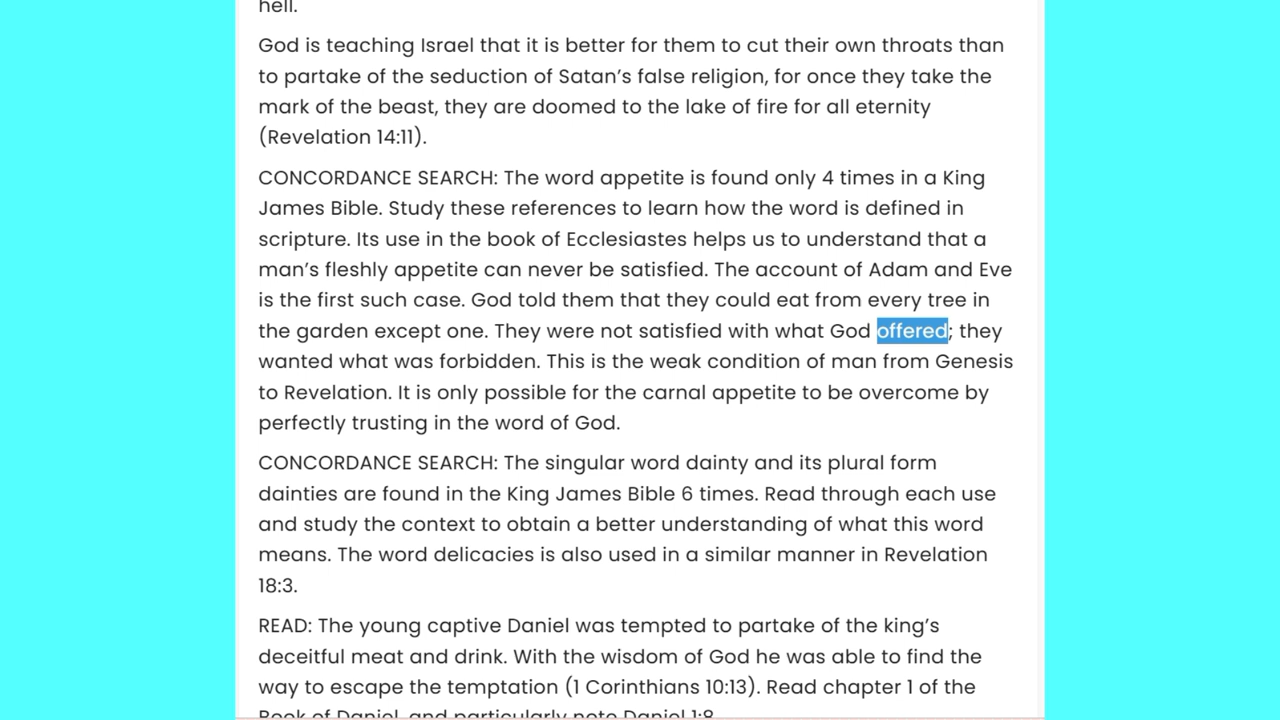 hell.
God is teaching Israel that it is better for them to cut their own throats than
to partake of the seduction of Satan’s false religion, for once they take the
mark of the beast, they are doomed to the lake of fire for all eternity
(Revelation 14:11).
CONCORDANCE SEARCH: The word appetite is found only 4 times in a King
James Bible. Study these references to learn how the word is defined in
scripture. Its use in the book of Ecclesiastes helps us to understand that a
man’s fleshly appetite can never be satisfied. The account of Adam and Eve
is the first such case. God told them that they could eat from every tree in
the garden except one. They were not satisfied with what God offered; they
wanted what was forbidden. This is the weak condition of man from Genesis
to Revelation. It is only possible for the carnal appetite to be overcome by
perfectly trusting in the word of God.
CONCORDANCE SEARCH: The singular word dainty and its plural form
dainties are found in the King James Bible 6 times. Read through each use
and study the context to obtain a better understanding of what this word
means. The word delicacies is also used in a similar manner in Revelation
18:3.
READ: The young captive Daniel was tempted to partake of the king’s
deceitful meat and drink. With the wisdom of God he was able to find the
way to escape the temptation (1 Corinthians 10:13). Read chapter 1 of the
Book of Daniel, and particularly note Daniel 1:8.